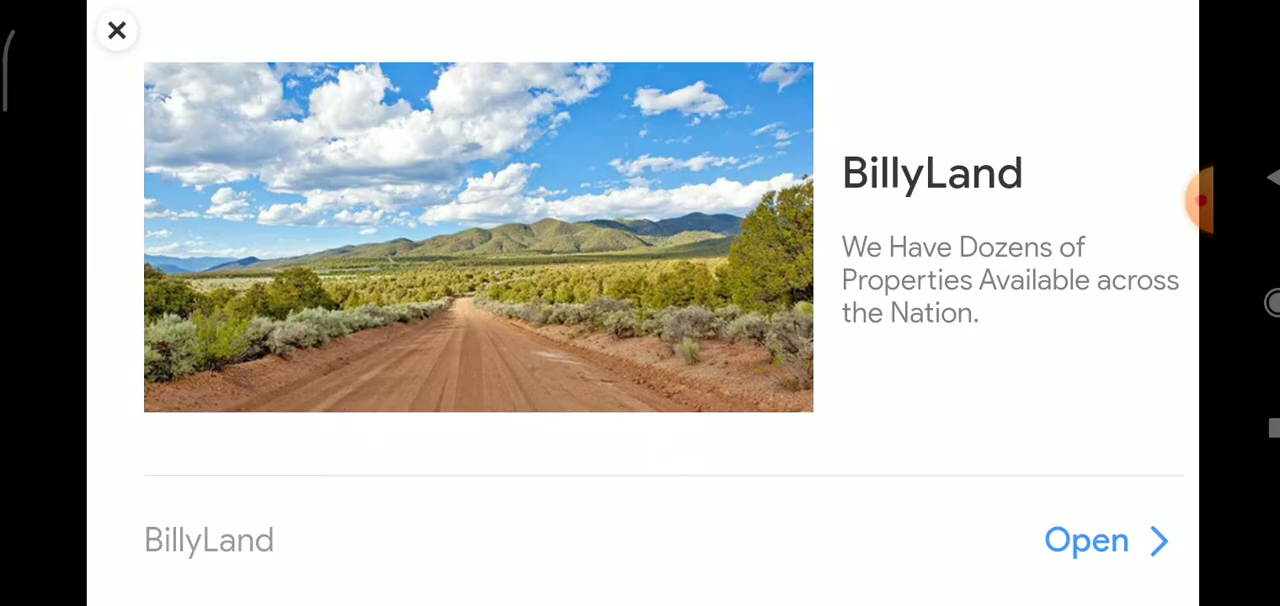 BillyLand
We Have Dozens of
Properties Available across
the Nation.
BillyLand
Open